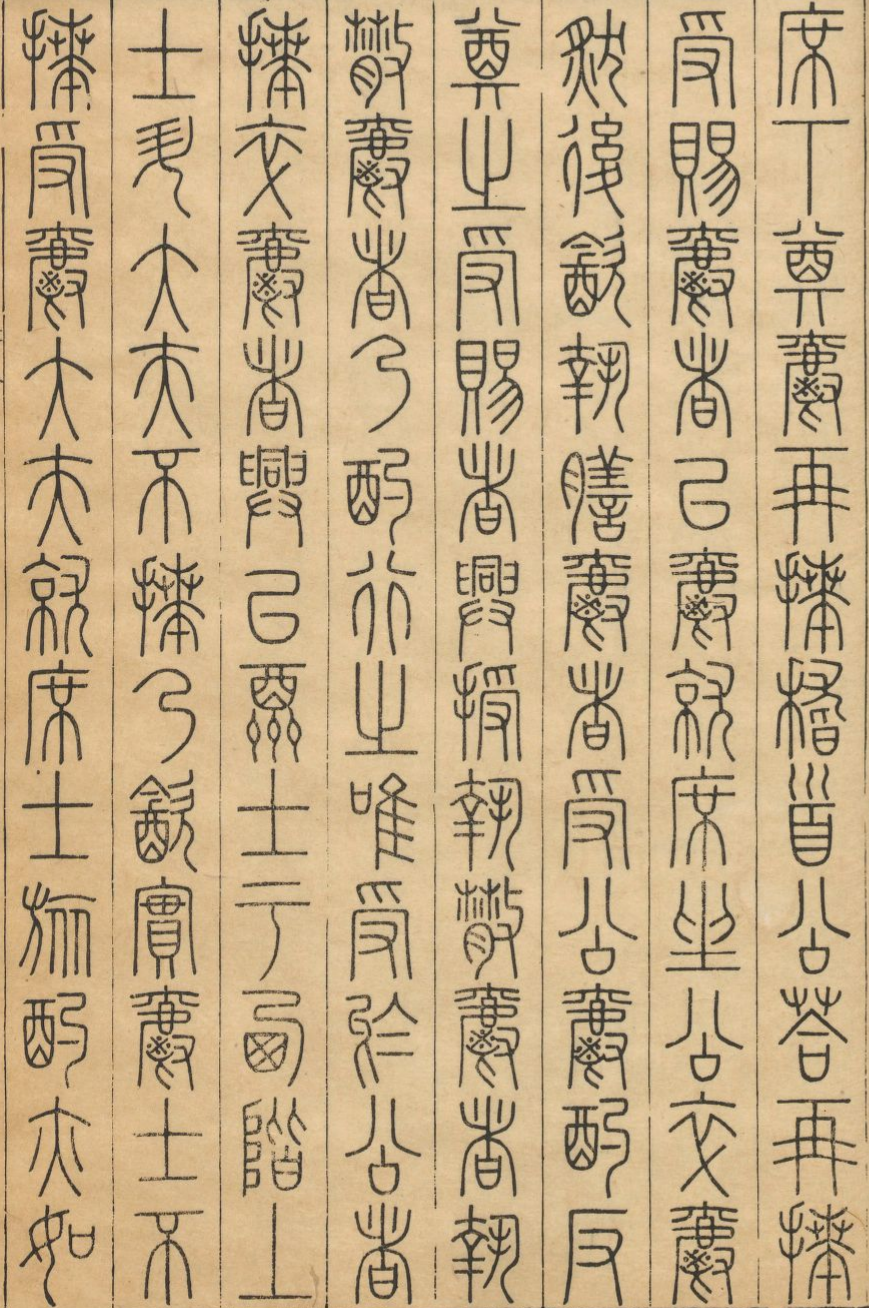 席下奠爵再拜稽首公荅再拜
受賜爵者以爵就席坐公卒爵
然後飲執膳爵者受公爵酌反
奠之受賜者興授執散爵者執
散爵者乃酌行之唯受於公者
拜卒爵者興以酬士于西階上
士升大夫不拜乃飲實爵士不
拜受爵大夫就席士旅酌亦如